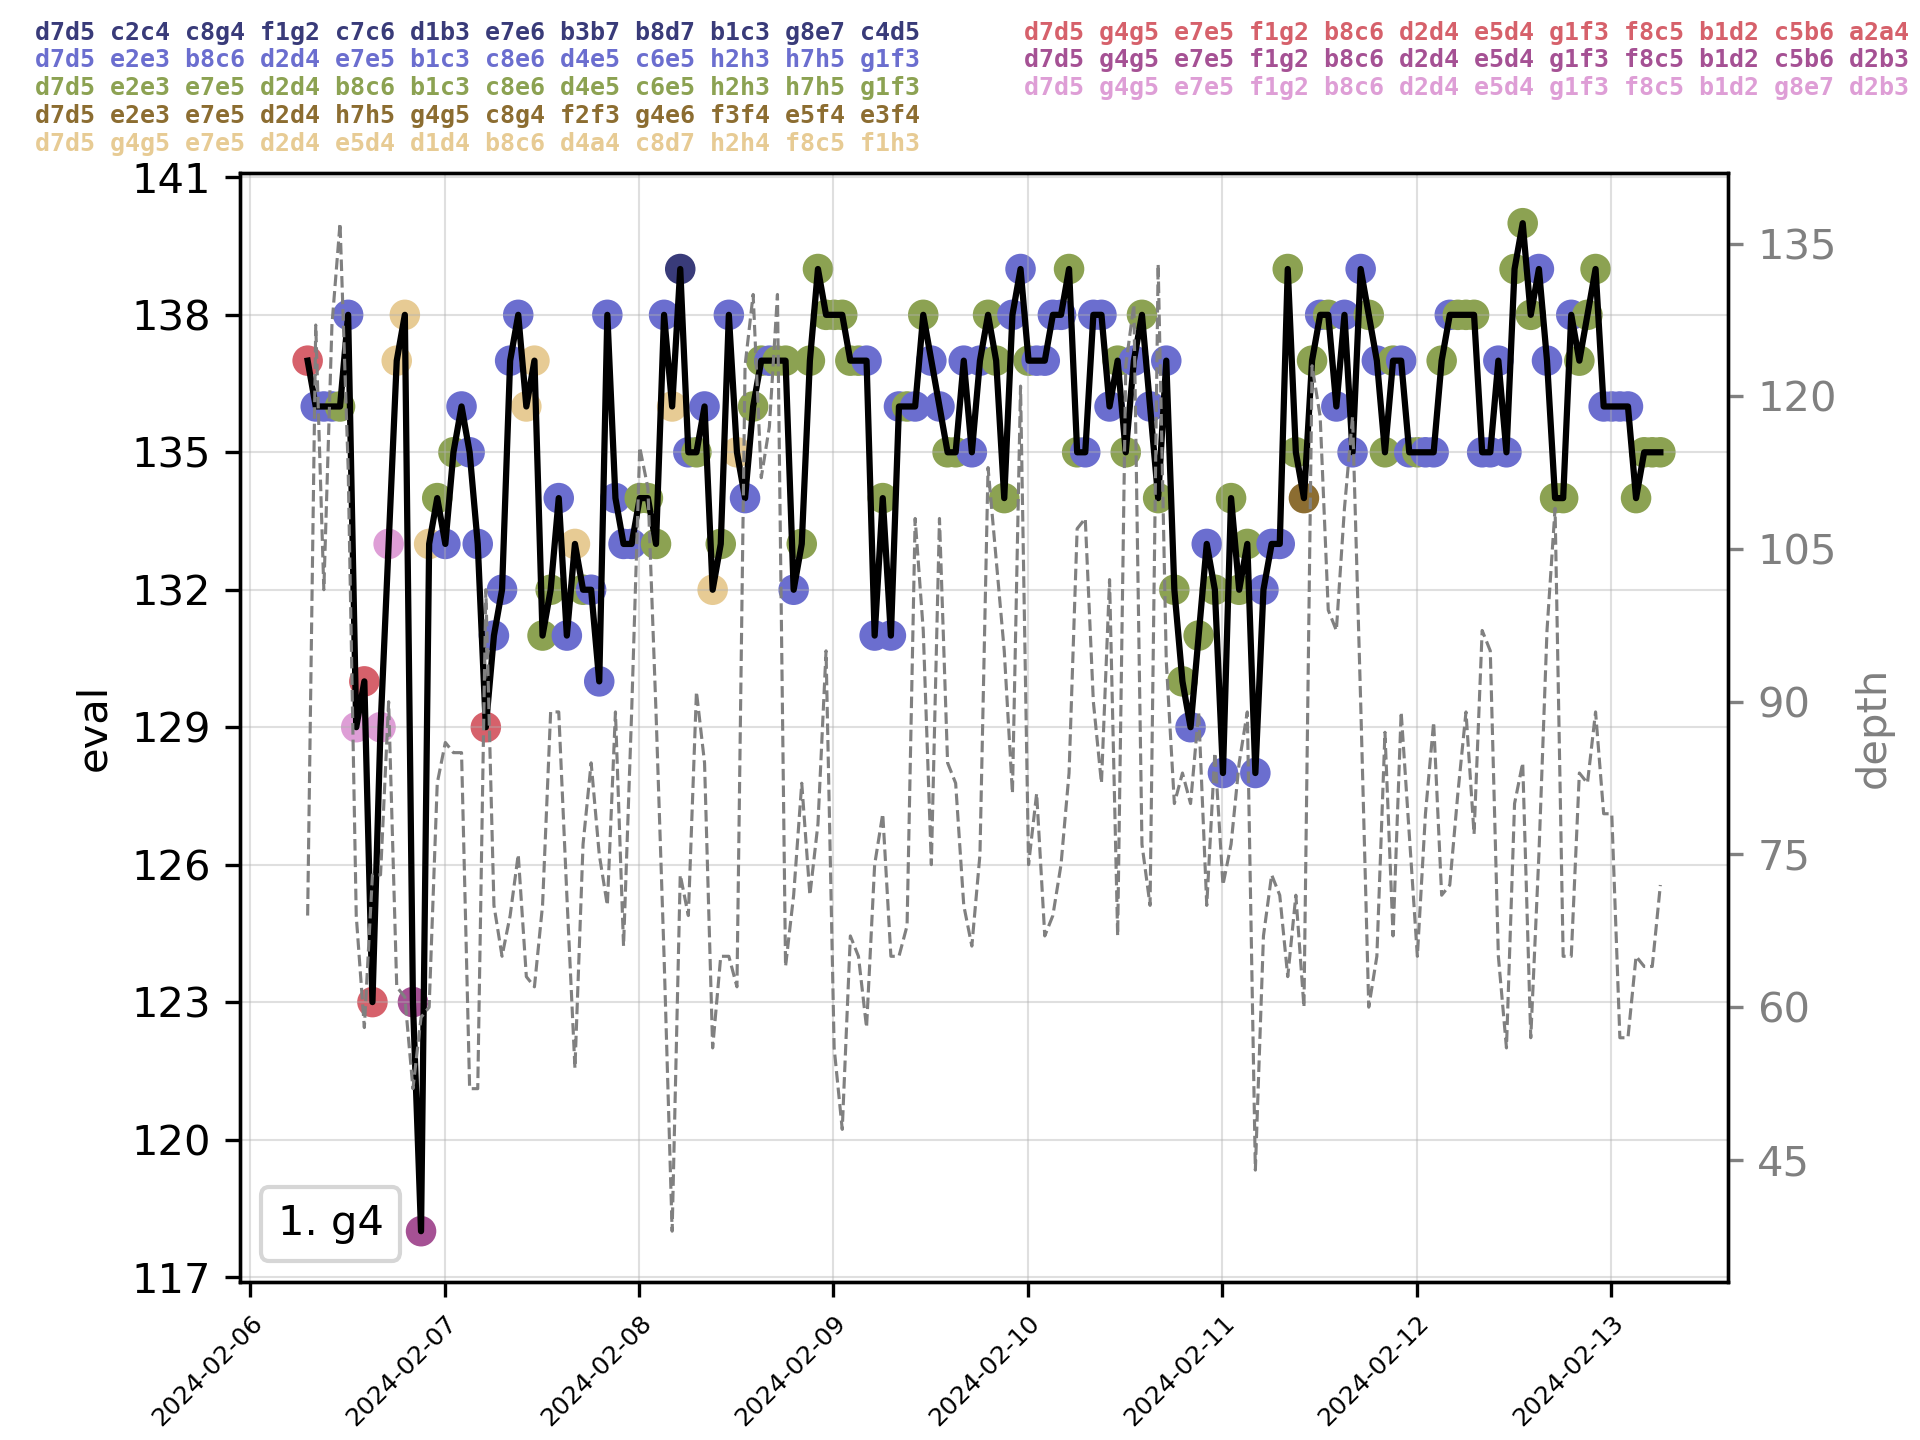 d7d5 c2c4 c8g4 f1g2 c7c6 d1b3 e7e6 b3b7 b8d7 b1c3 g8e7 c4d5
d7d5 e2e3 b8c6 d2d4 e7e5 b1c3 c8e6 d4e5 c6e5 h2h3 h7h5 g1f3
d7d5 e2e3 e7e5 d2d4 b8c6 b1c3 c8e6 d4e5 c6e5 h2h3 h7h5 g1f3
d7d5 e2e3 e7e5 d2d4 h7h5 g4g5 c8g4 f2f3 g4e6 f3f4 e5f4 e3f4
d7d5 g4g5 e7e5 d2d4 e5d4 d1d4 b8c6 d4a4 c8d7 h2h4 f8c5 f1h3
d7d5 g4g5 e7e5 f1g2 b8c6 d2d4 e5d4 g1f3 f8c5 b1d2 c5b6 a2a4
d7d5 g4g5 e7e5 f1g2 b8c6 d2d4 e5d4 g1f3 f8c5 b1d2 c5b6 d2b3
d7d5 g4g5 e7e5 f1g2 b8c6 d2d4 e5d4 g1f3 f8c5 b1d2 g8e7 d2b3
141
138
135
132
129
126
123
120
117
eval
135
120
105
90
75
60
45
depth
1. g4
2024-02-06
2024-02-07
2024-02-08
2024-02-09
2024-02-10
2024-02-11
2024-02-12
2024-02-13